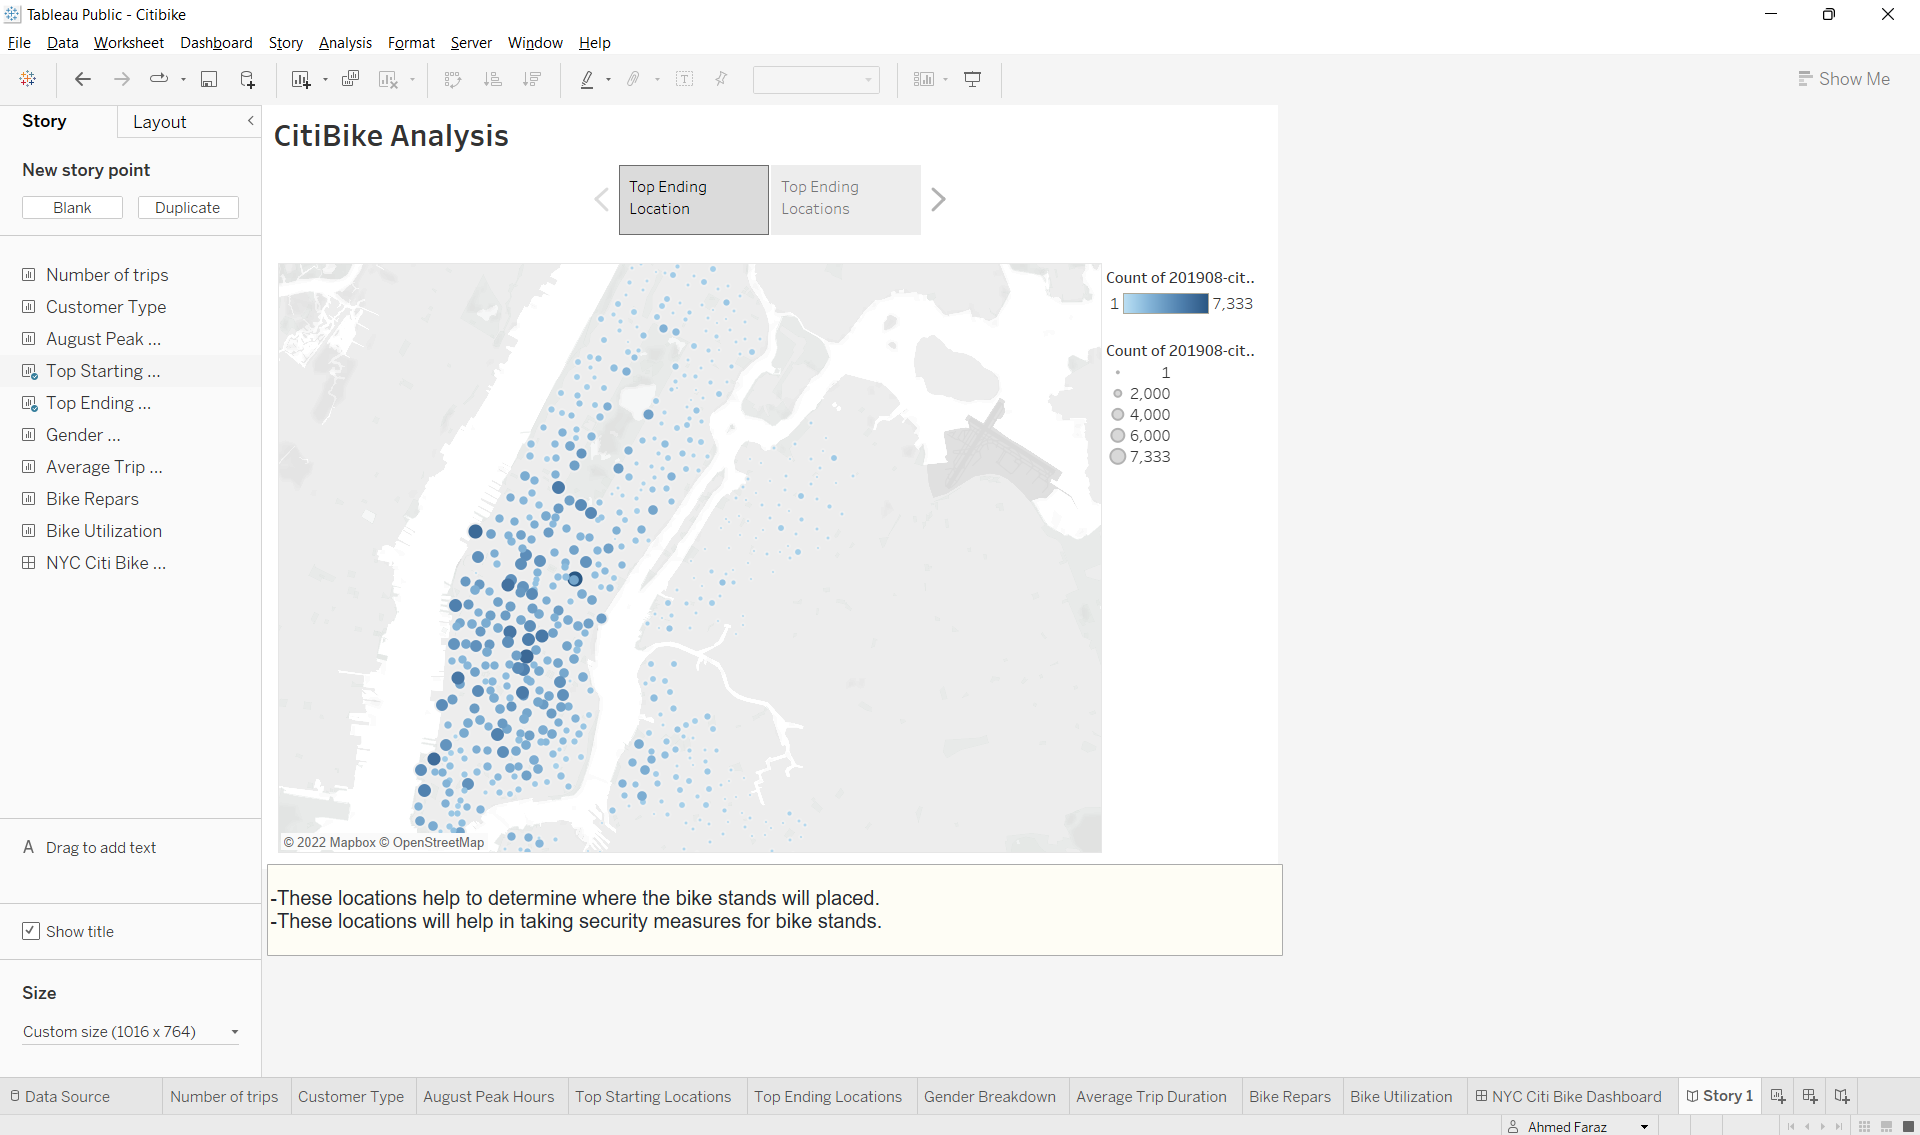 Tableau Public - Citibike
File Data Worksheet Dashboard Story Analysis Format Server Window Help
Show Me
Story Layout
New story point
Blank Duplicate
Number of trips
Customer Type
August Peak ...
Top Starting ...
Top Ending ...
Gender ...
Average Trip ...
Bike Repars
Bike Utilization
NYC Citi Bike ...
A Drag to add text
Show title
Size
Custom size (1016 x 764)
CitiBike Analysis
Top Ending
Location
Top Ending
Locations
Count of 201908-cit..
1 7,333
Count of 201908-cit..
1
2,000
4,000
6,000
7,333
© 2022 Mapbox © OpenStreetMap
-These locations help to determine where the bike stands will placed.
-These locations will help in taking security measures for bike stands.
Data Source Number of trips Customer Type August Peak Hours Top Starting Locations Top Ending Locations Gender Breakdown Average Trip Duration Bike Repars Bike Utilization NYC Citi Bike Dashboard Story 1
Ahmed Faraz